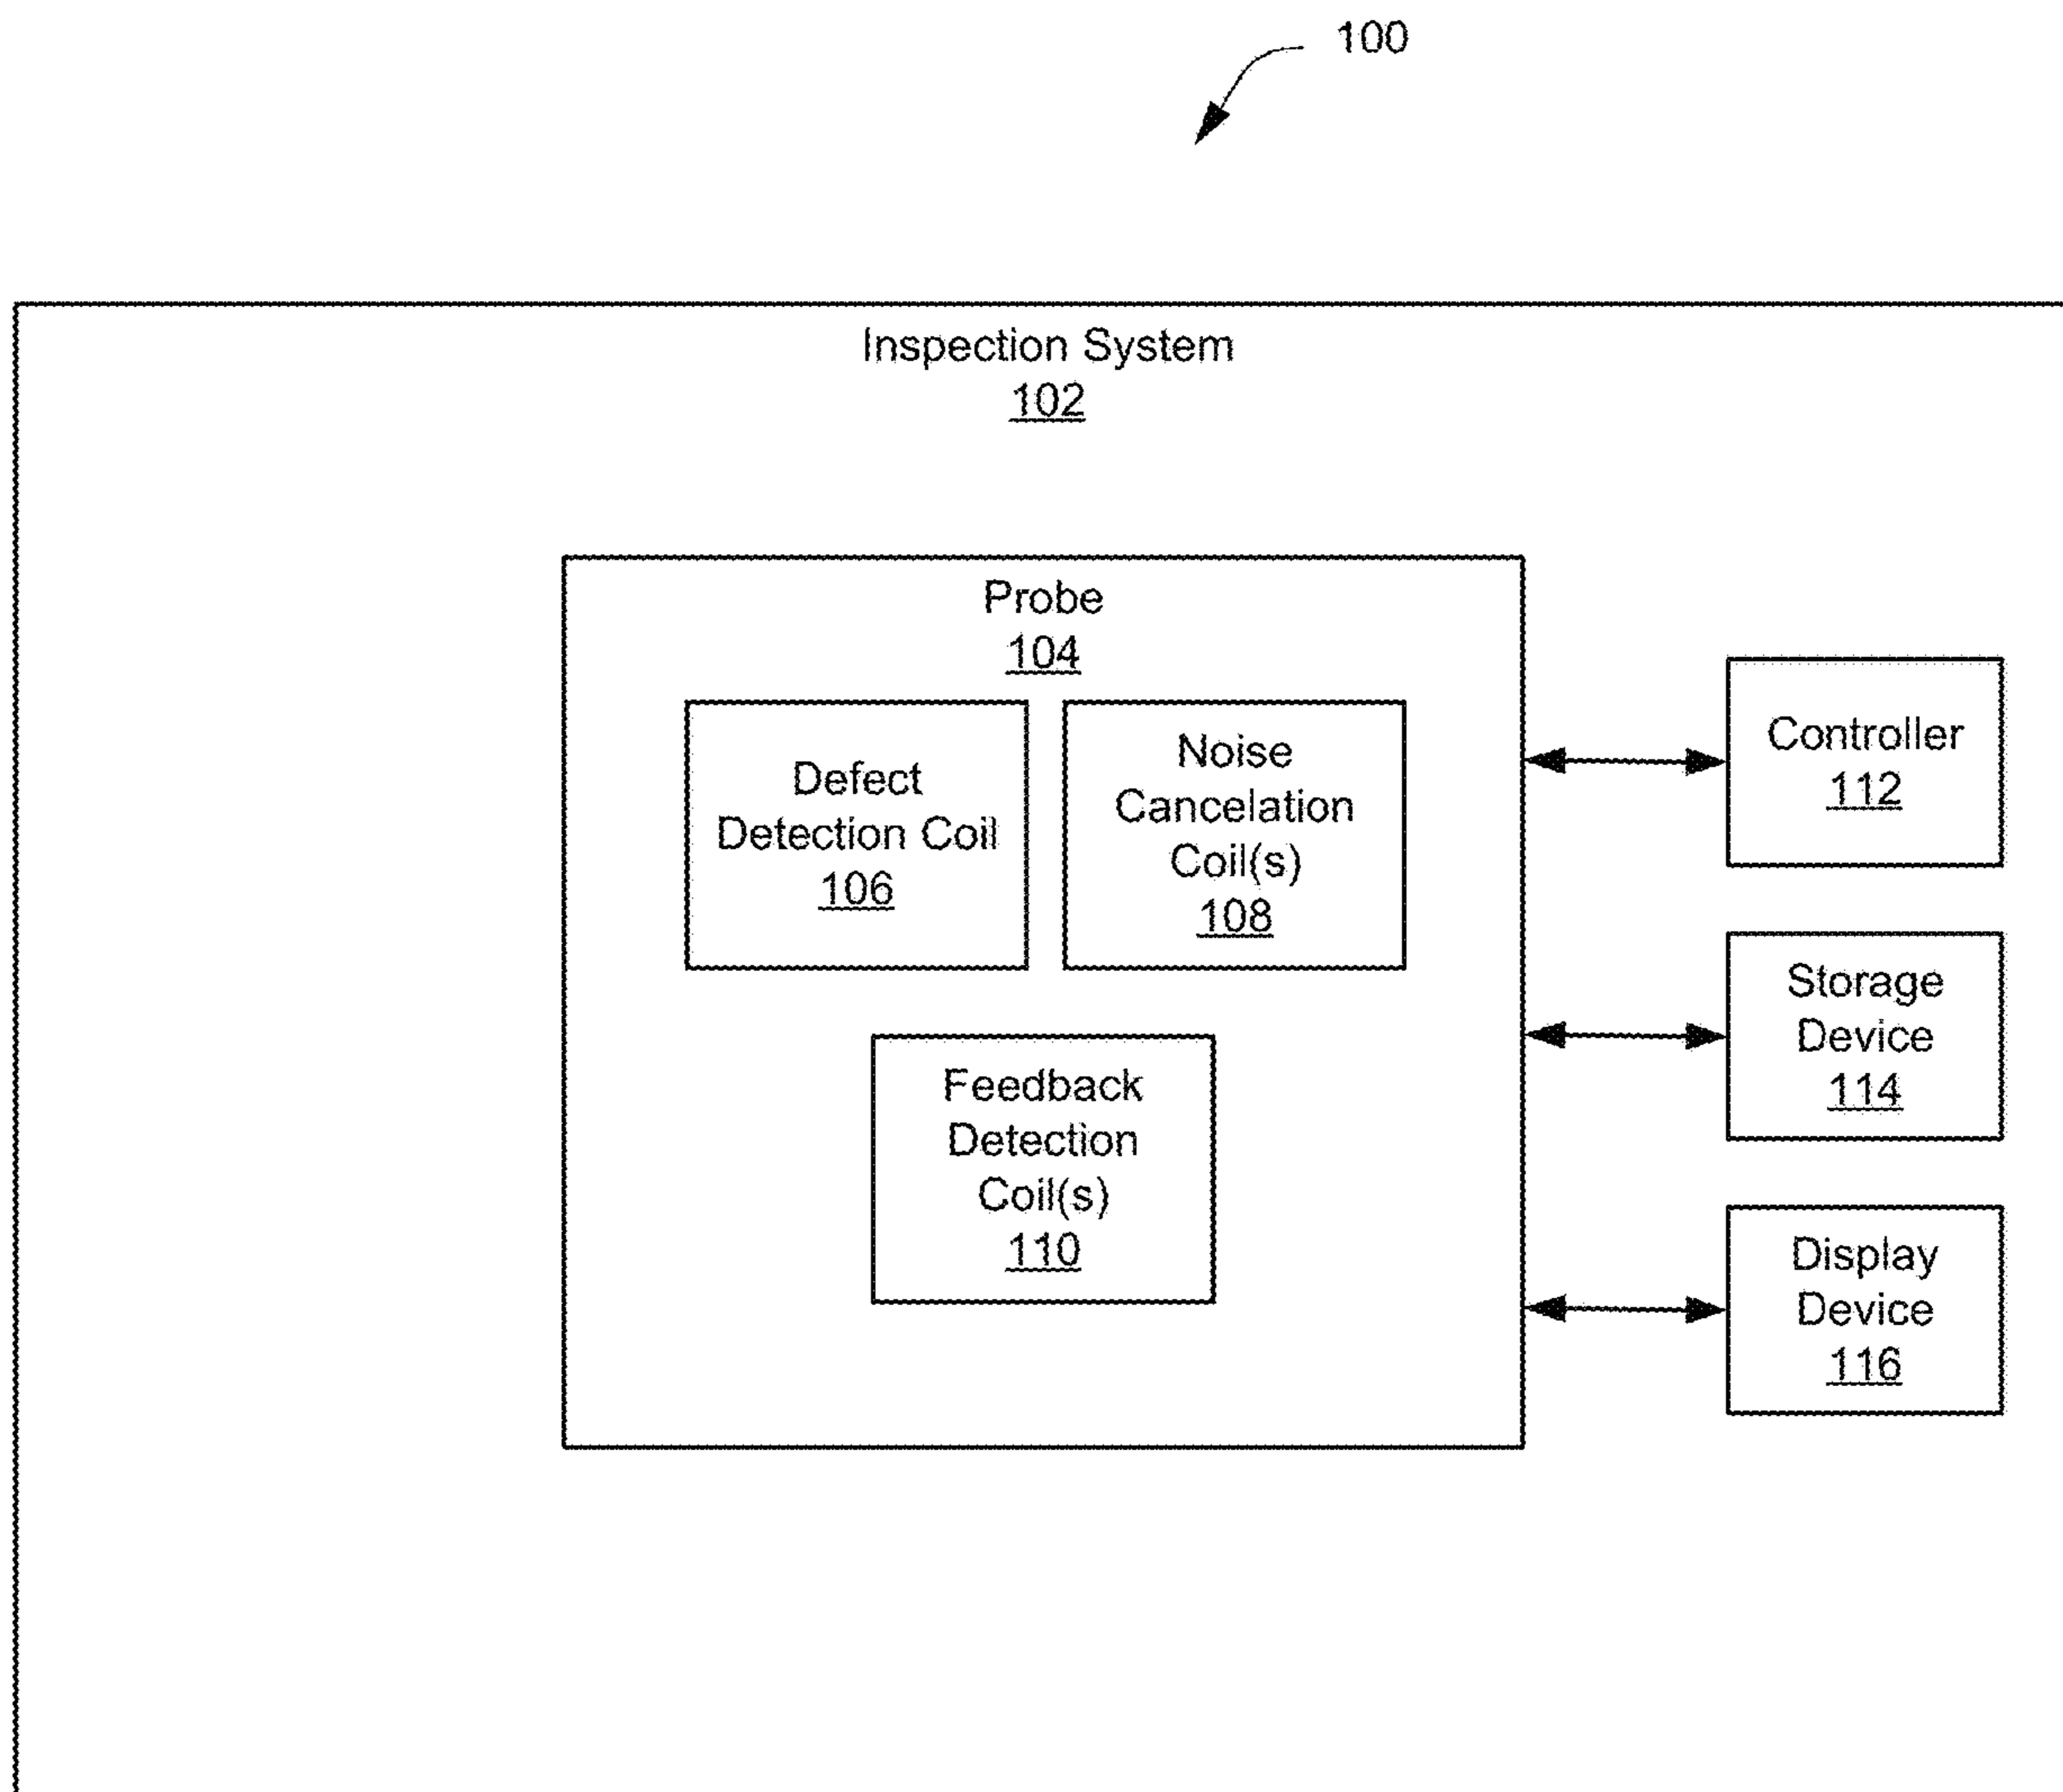 100
Inspection System
102
Probe
104
Defect
Detection Coil
106
Noise
Cancelation
Coil(s)
108
Feedback
Detection
Coil(s)
110
Controller
112
Storage
Device
114
Display
Device
116